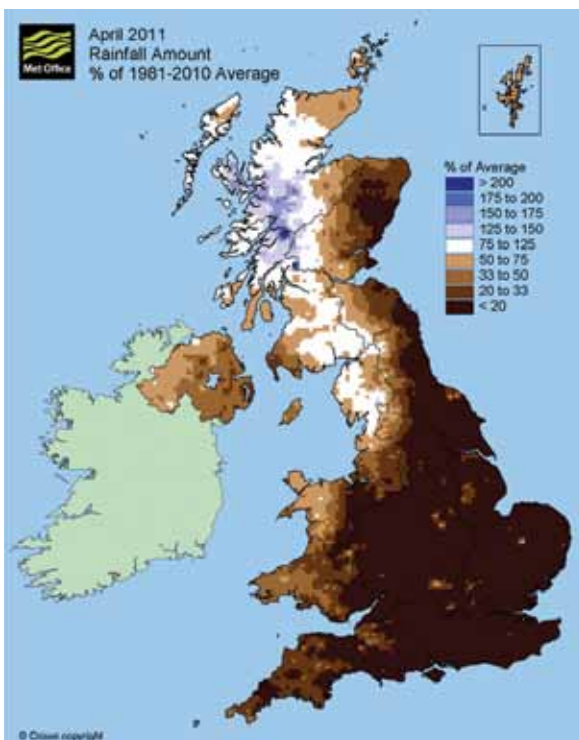 Met Office
April 2011
Rainfall Amount
% of 1981-2010 Average
% of Average
> 200
175 to 200
150 to 175
125 to 150
75 to 125
50 to 75
33 to 50
20 to 33
< 20
© Crown copyright